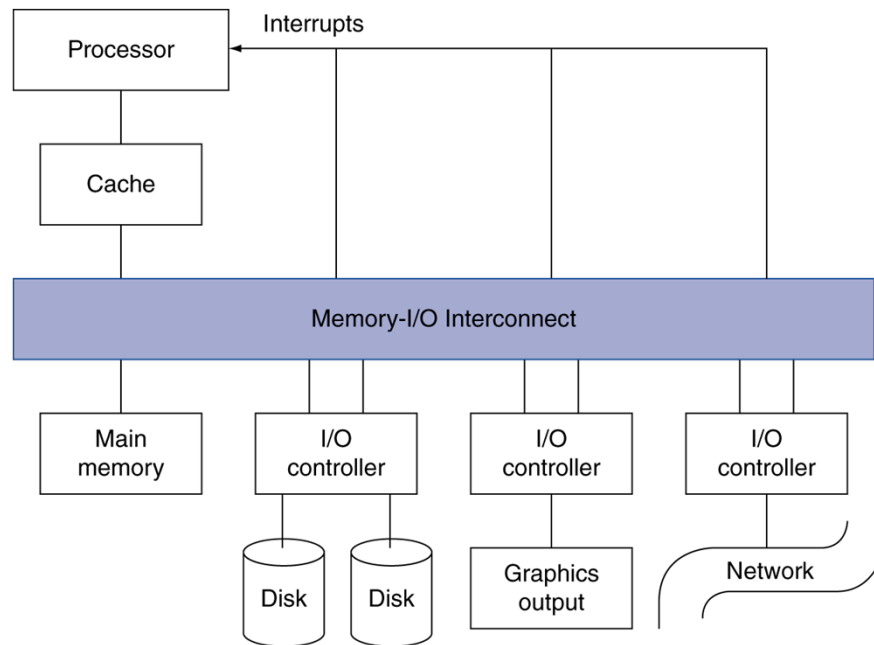 Interrupts
Processor
Cache
Memory-I/O Interconnect
Main
memory
I/O
controller
I/O
controller
I/O
controller
Disk
Disk
Graphics
output
Network